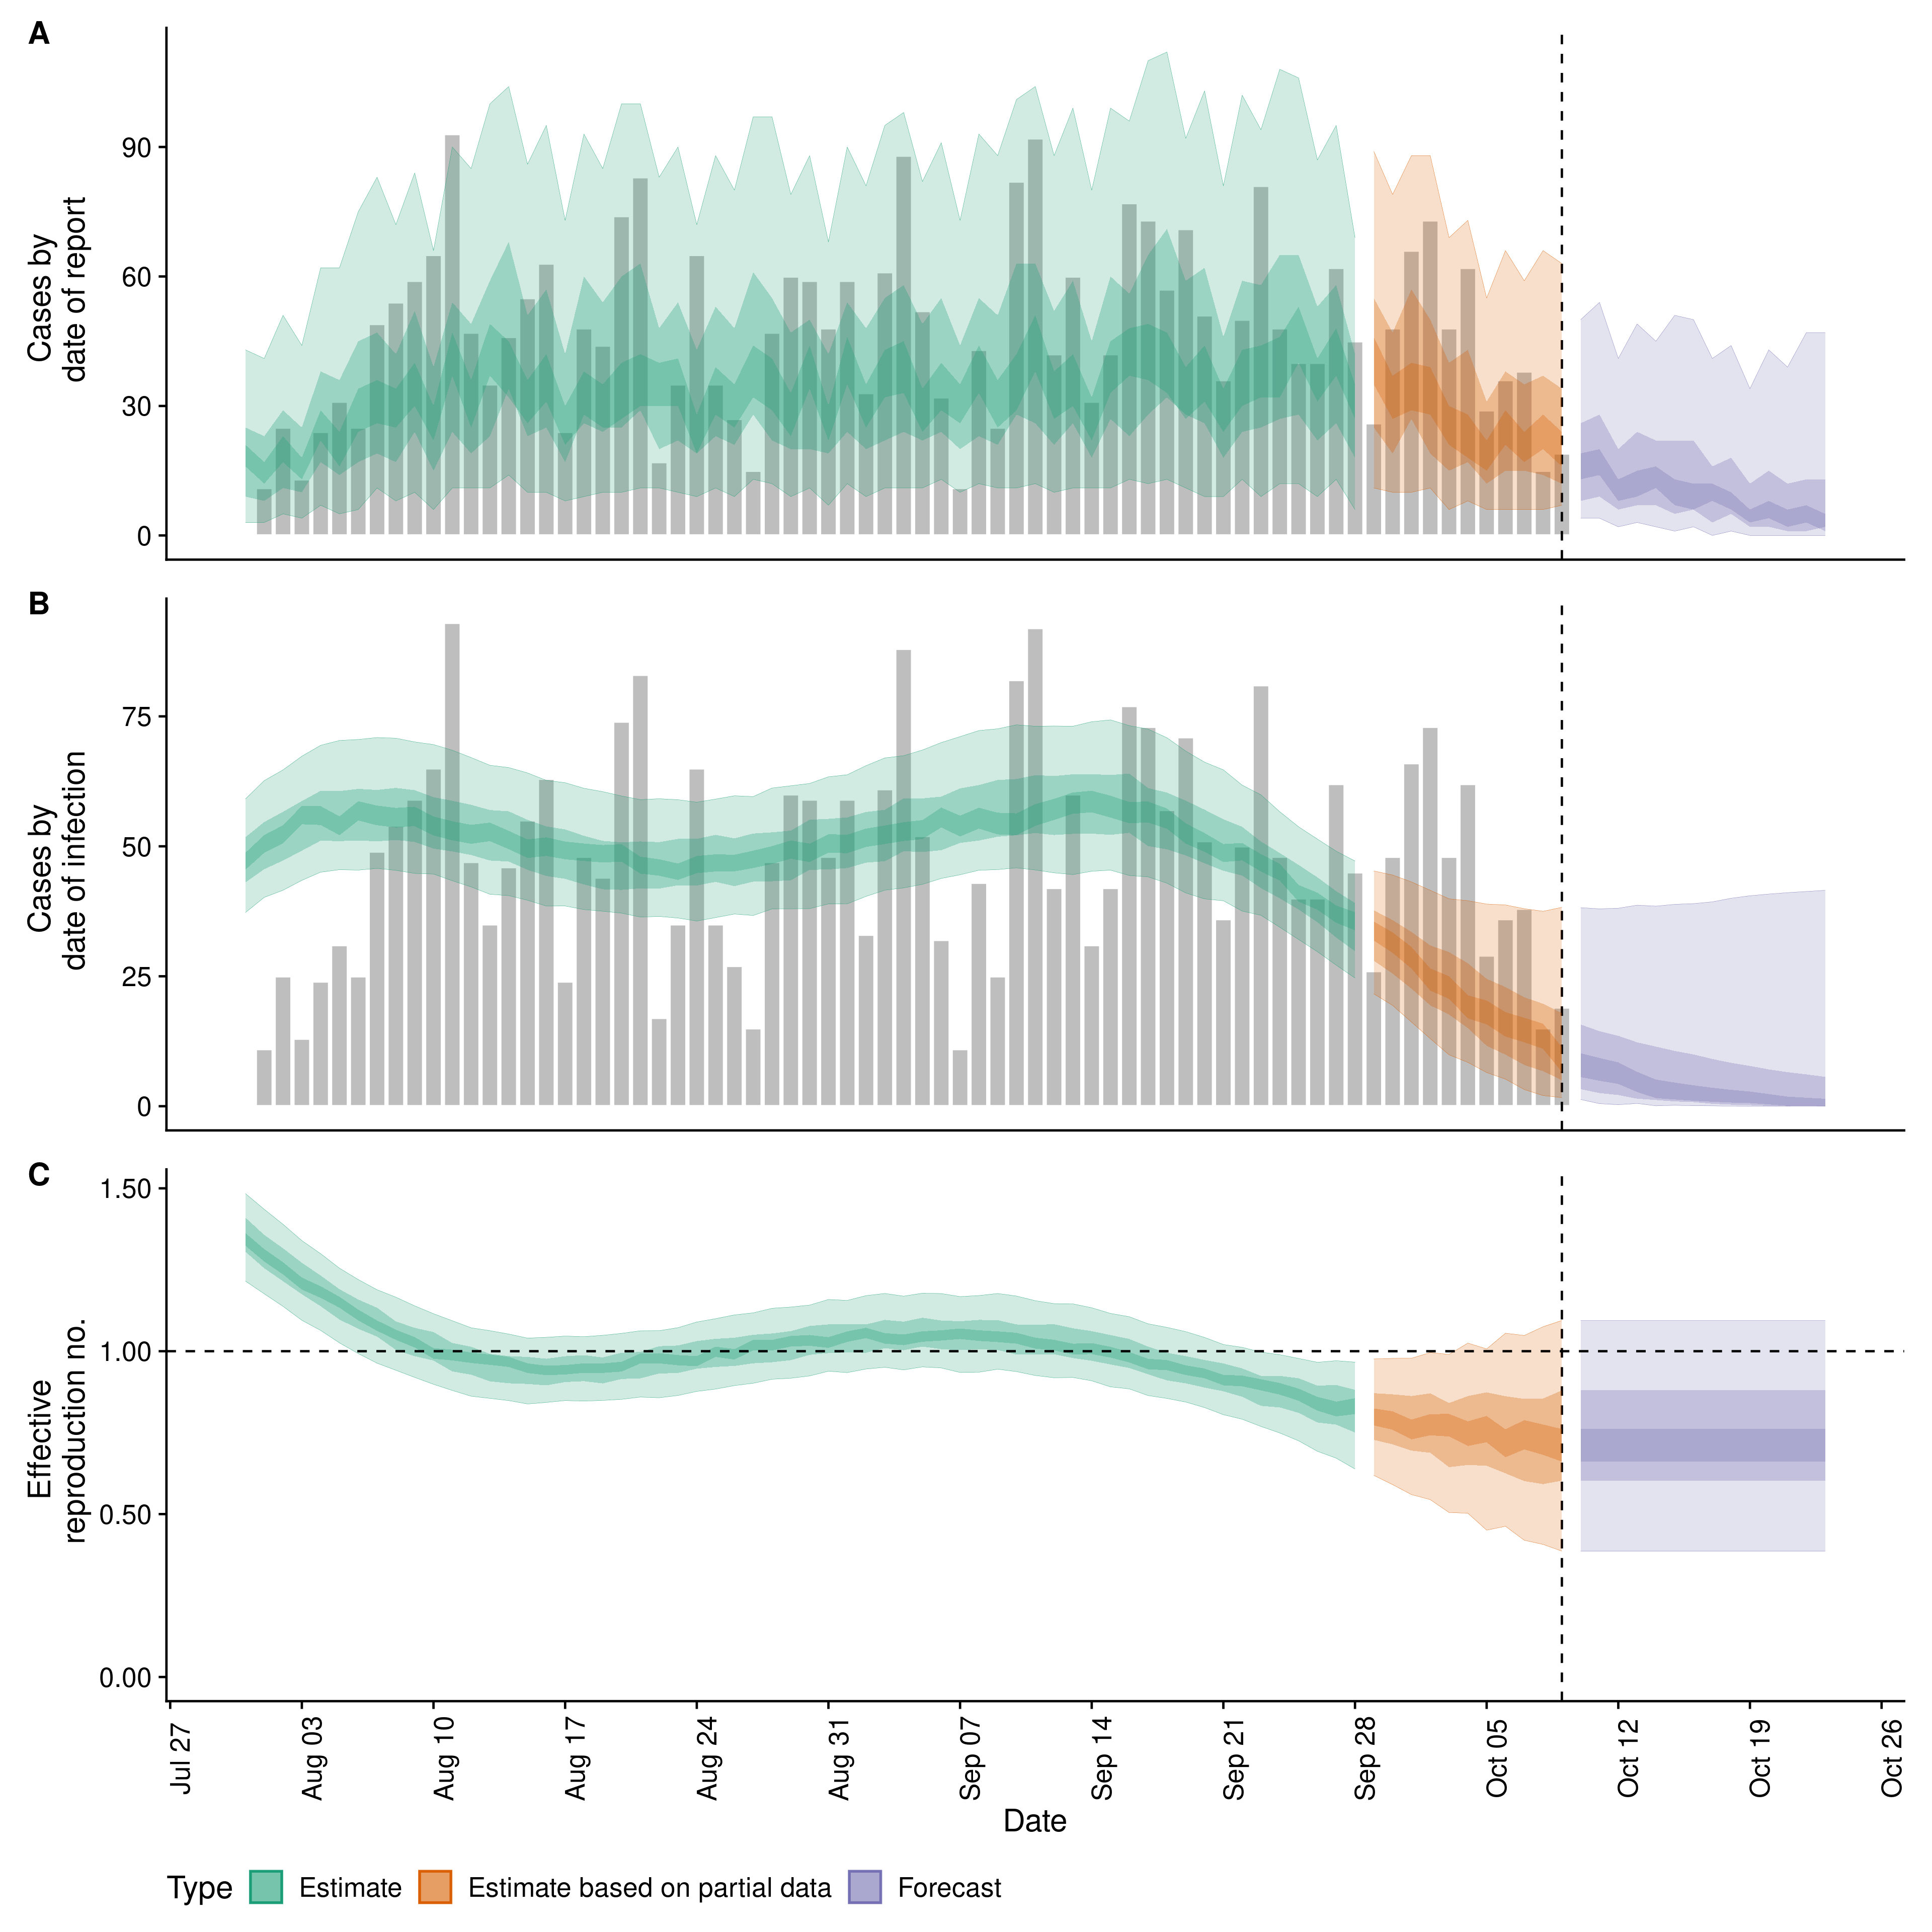 A
Cases by
date of report
90
60
30
0
B
Cases by
date of infection
75
50
25
0
C
Effective
reproduction no.
1.50
1.00
0.50
0.00
Jul 27
Aug 03
Aug 10
Aug 17
Aug 24
Aug 31
Sep 07
Sep 14
Sep 21
Sep 28
Oct 05
Oct 12
Oct 19
Oct 26
Date
Type Estimate Estimate based on partial data Forecast